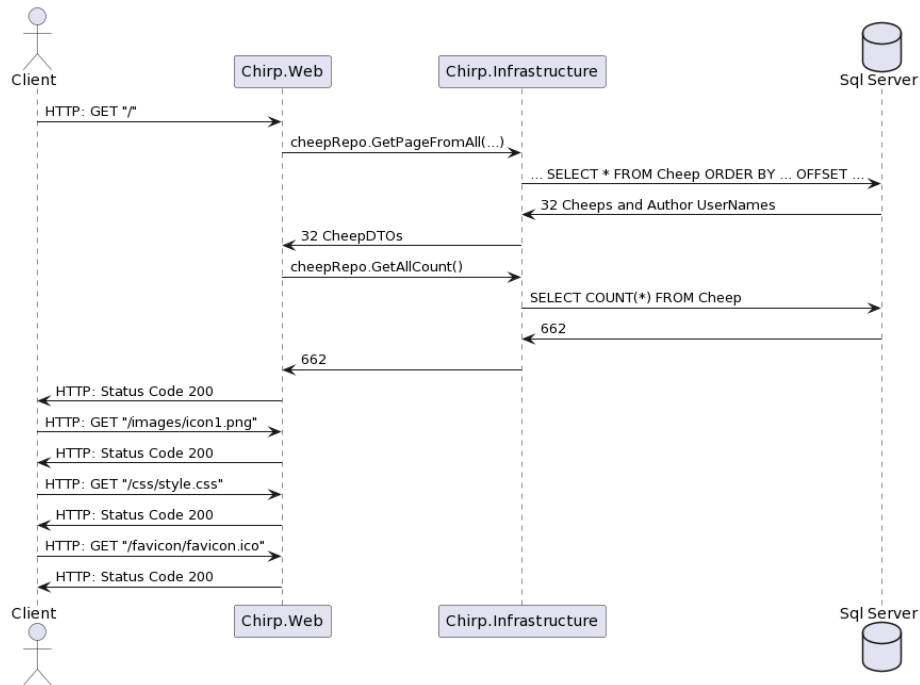 Client
Chirp.Web
Chirp.Infrastructure
Sql Server
HTTP: GET "/"
cheepRepo.GetPageFromAll(...)
... SELECT * FROM Cheep ORDER BY ... OFFSET ...
32 Cheeps and Author UserNames
32 CheepDTOs
cheepRepo.GetAllCount()
SELECT COUNT(*) FROM Cheep
662
662
HTTP: Status Code 200
HTTP: GET "/images/icon1.png"
HTTP: Status Code 200
HTTP: GET "/css/style.css"
HTTP: Status Code 200
HTTP: GET "/favicon/favicon.ico"
HTTP: Status Code 200
Client
Chirp.Web
Chirp.Infrastructure
Sql Server